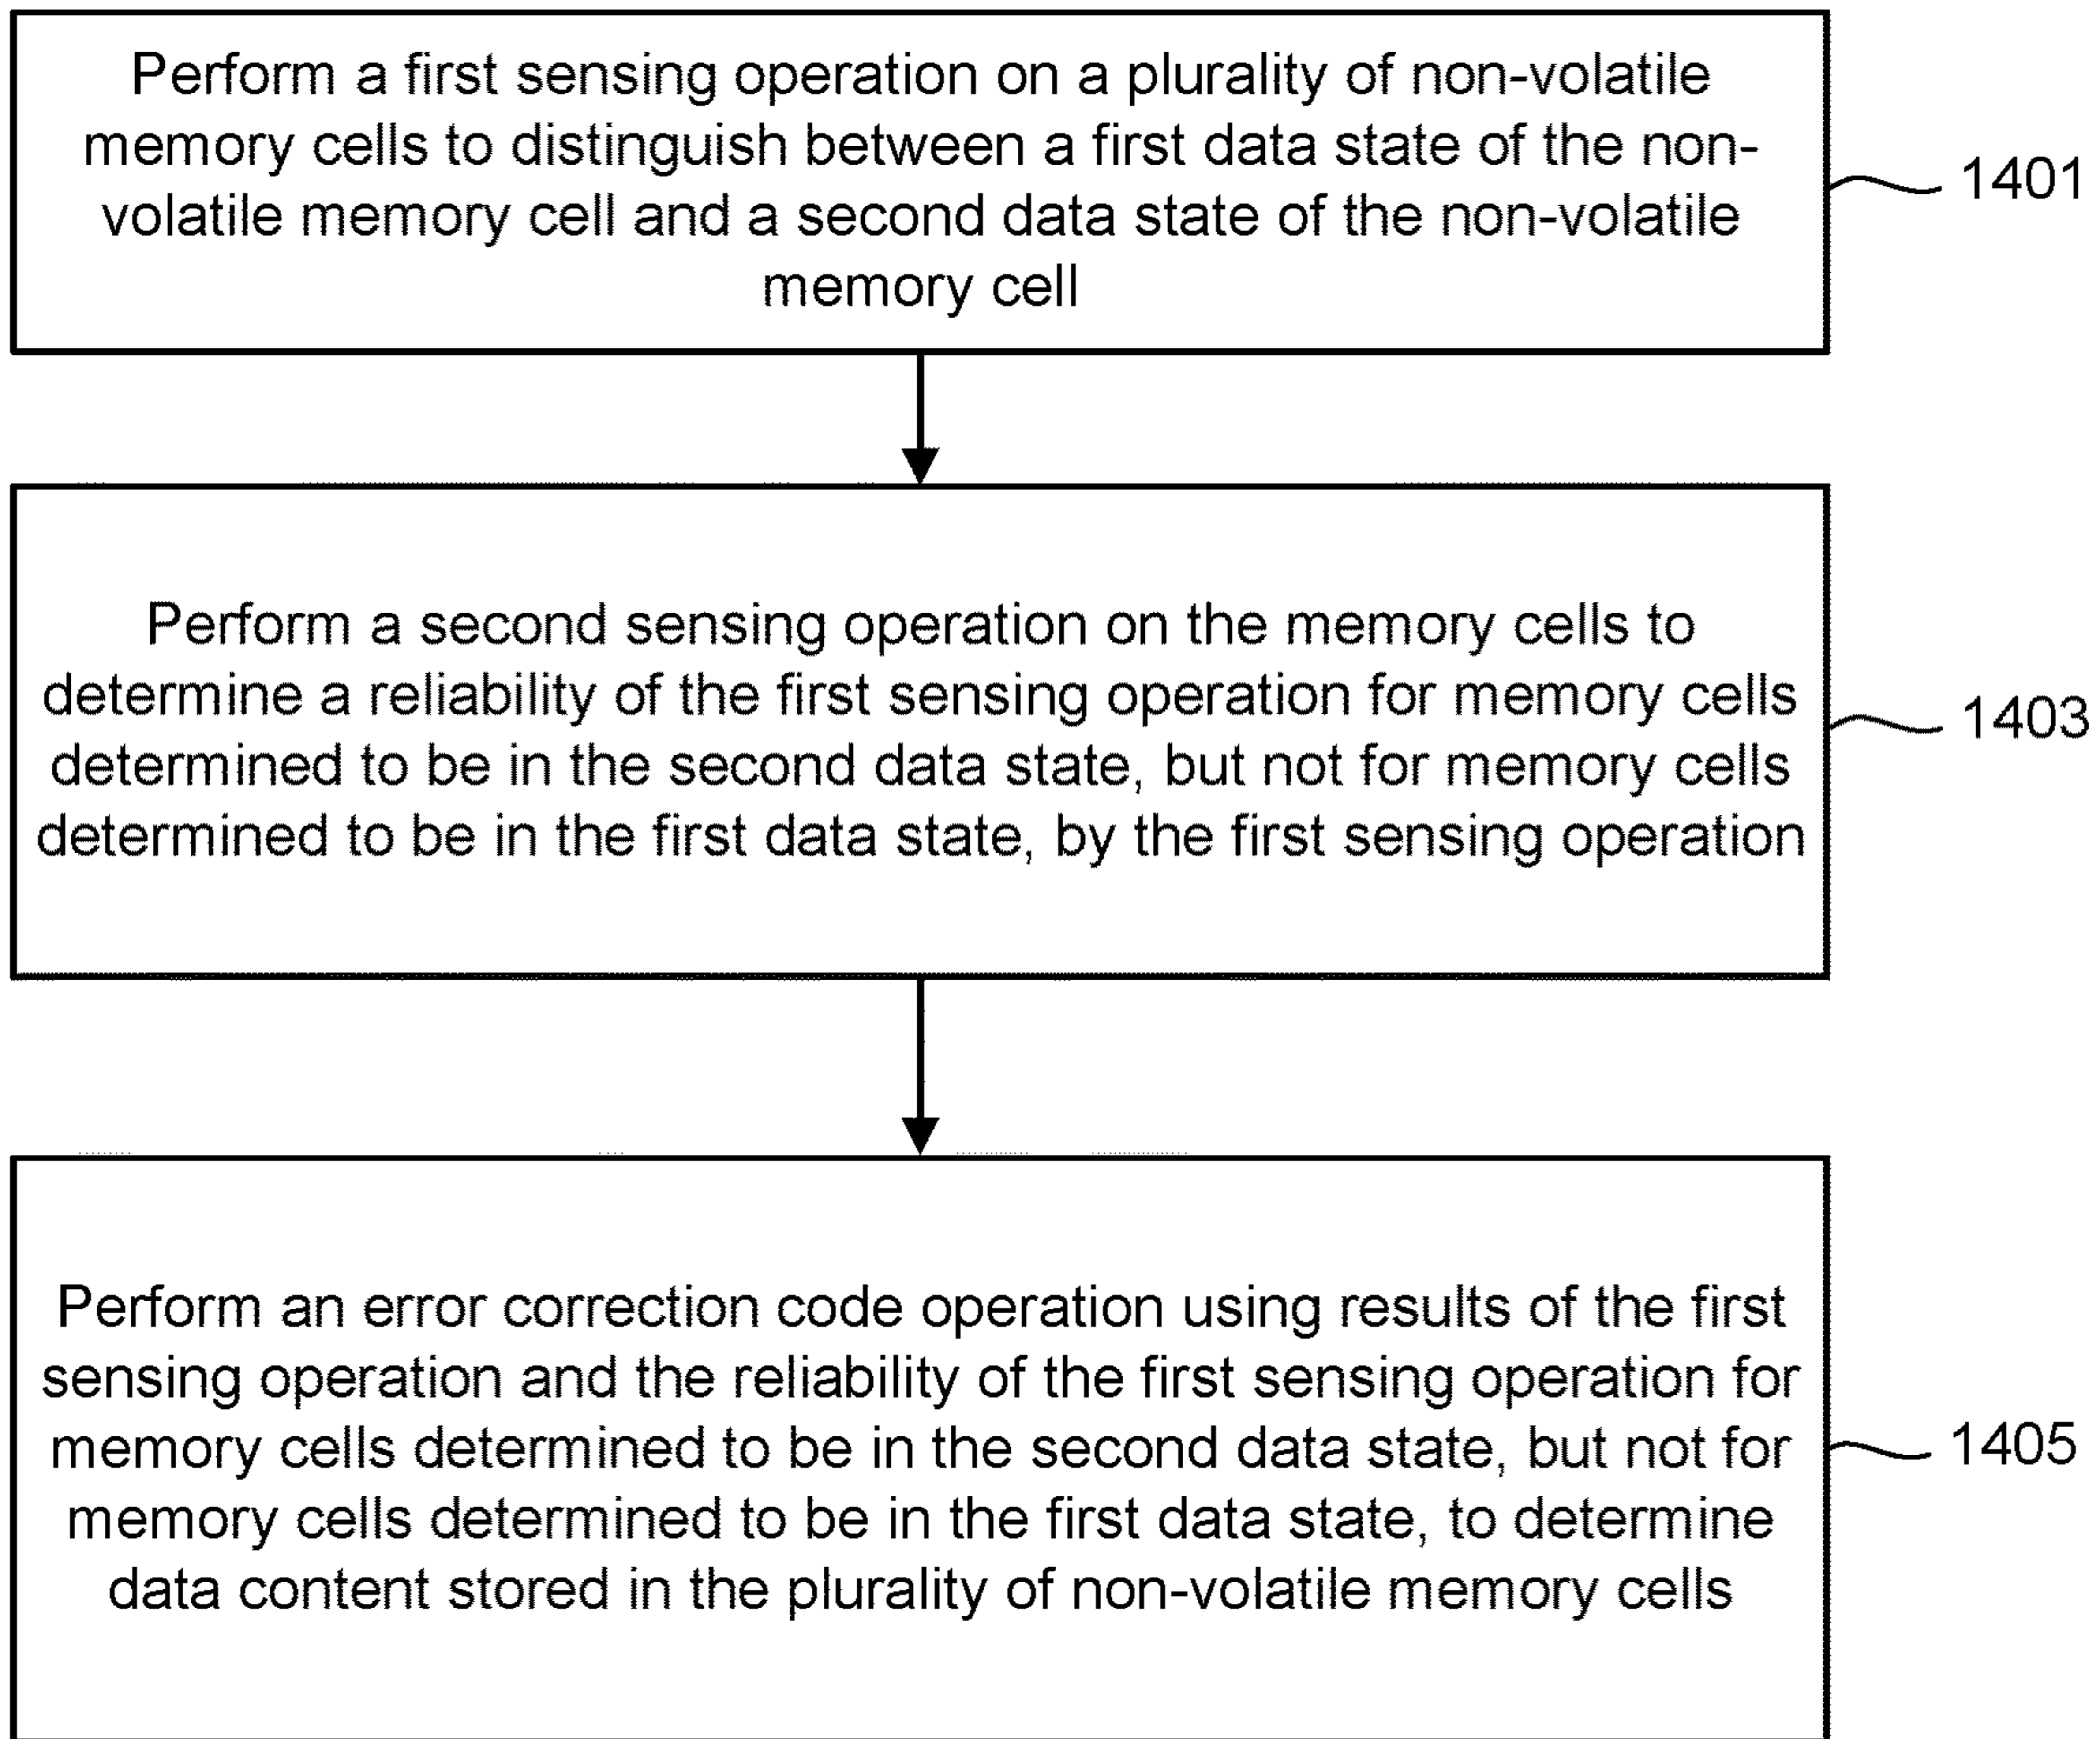 Perform a first sensing operation on a plurality of non-volatile
memory cells to distinguish between a first data state of the non-
volatile memory cell and a second data state of the non-volatile
memory cell
1401
Perform a second sensing operation on the memory cells to
determine a reliability of the first sensing operation for memory cells
determined to be in the second data state, but not for memory cells
determined to be in the first data state, by the first sensing operation
1403
Perform an error correction code operation using results of the first
sensing operation and the reliability of the first sensing operation for
memory cells determined to be in the second data state, but not for
memory cells determined to be in the first data state, to determine
data content stored in the plurality of non-volatile memory cells
1405